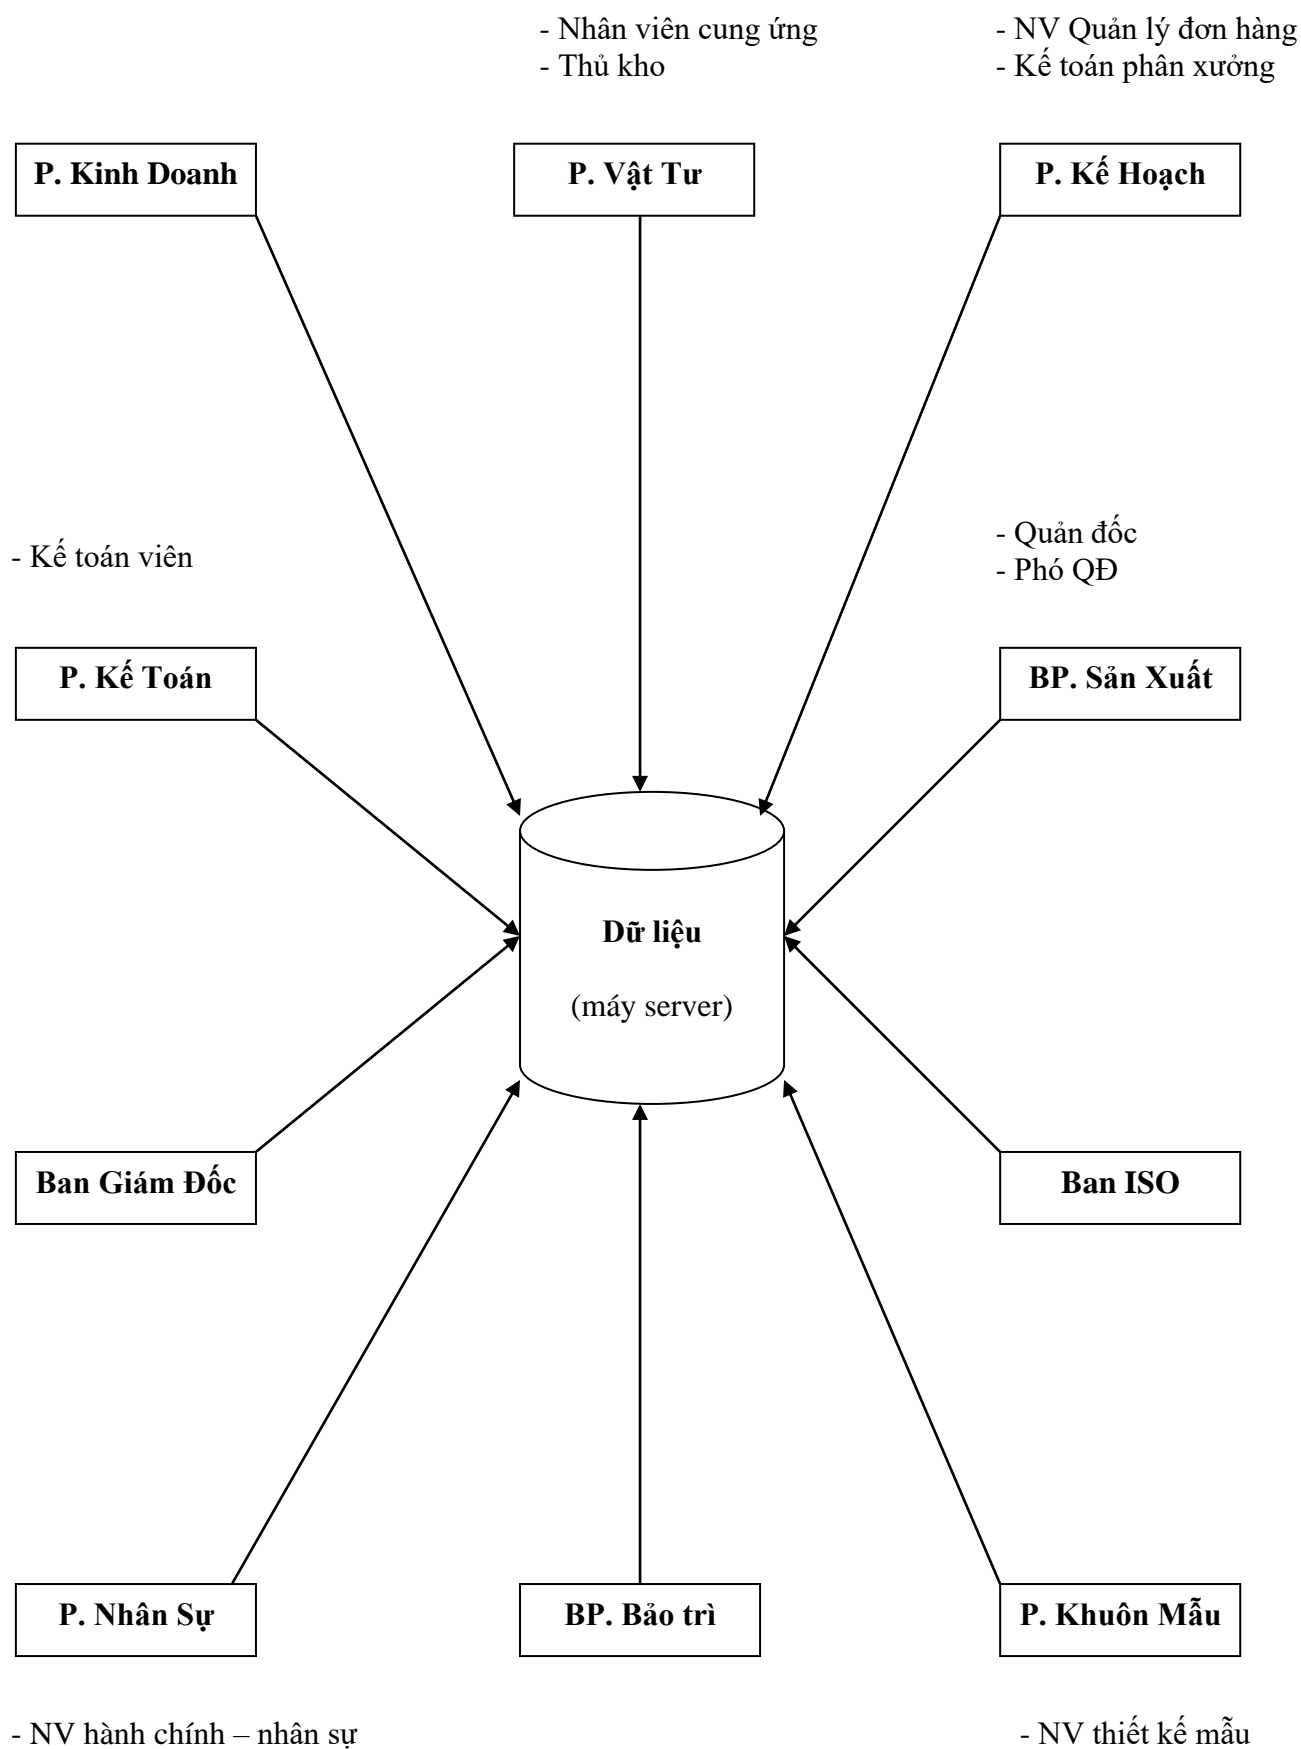 - Nhân viên cung ứng
- Thủ kho
- NV Quản lý đơn hàng
- Kế toán phân xưởng
P. Kinh Doanh
P. Vật Tư
P. Kế Hoạch
- Kế toán viên
- Quản đốc
- Phó QĐ
P. Kế Toán
BP. Sản Xuất
Dữ liệu
(máy server)
Ban Giám Đốc
Ban ISO
P. Nhân Sự
BP. Bảo trì
P. Khuôn Mẫu
- NV hành chính – nhân sự
- NV thiết kế mẫu